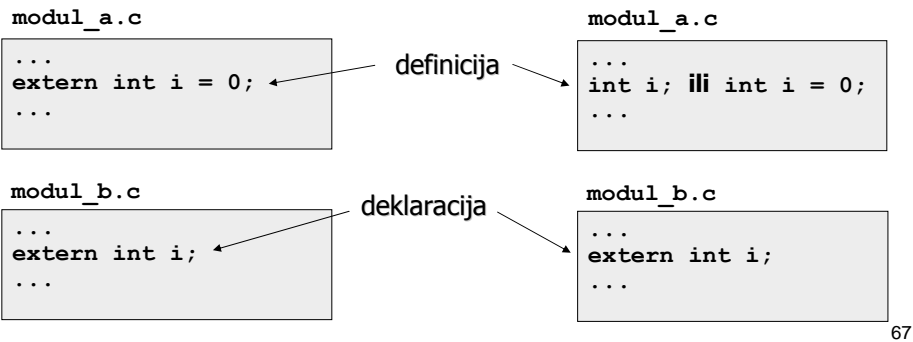 modul_a.c
...
extern int i = 0;
...
definicija
modul_a.c
...
int i; ili int i = 0;
...
modul_b.c
...
extern int i;
...
deklaracija
modul_b.c
...
extern int i;
...
67